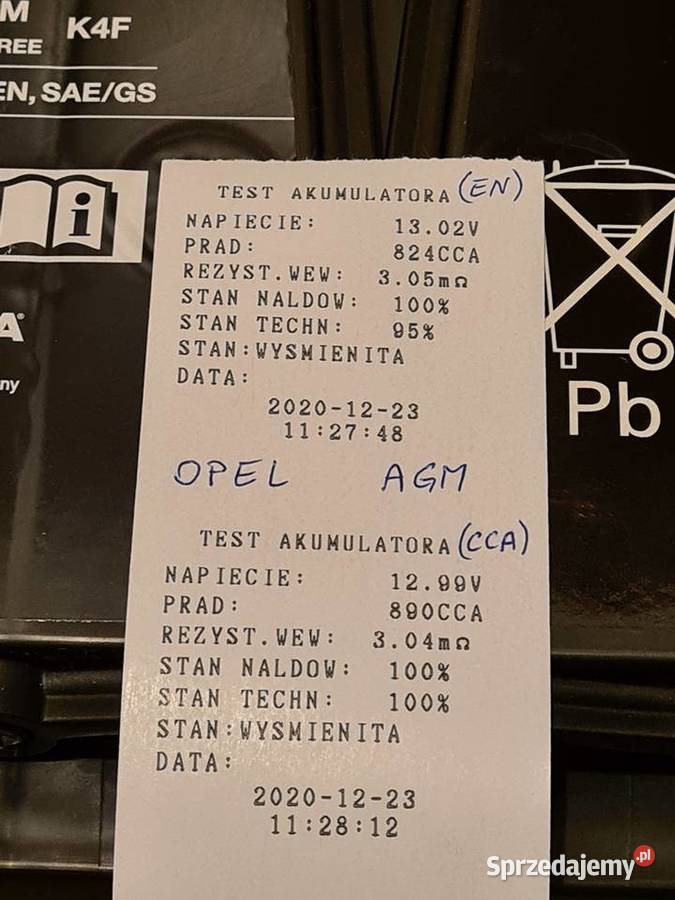 M K4F
REE
EN, SAE/GS
i
A®
ny
Pb
TEST AKUMULATORA (EN)
NAPIECIE: 13.02V
PRAD: 824CCA
REZYST.WEW: 3.05mΩ
STAN NALDOW: 100%
STAN TECHN: 95%
STAN:WYSMIENITA
DATA:
2020-12-23
11:27:48
OPEL AGM
TEST AKUMULATORA (CCA)
NAPIECIE: 12.99V
PRAD: 890CCA
REZYST.WEW: 3.04mΩ
STAN NALDOW: 100%
STAN TECHN: 100%
STAN:WYSMIENITA
DATA:
2020-12-23
11:28:12
Sprzedajemy.pl